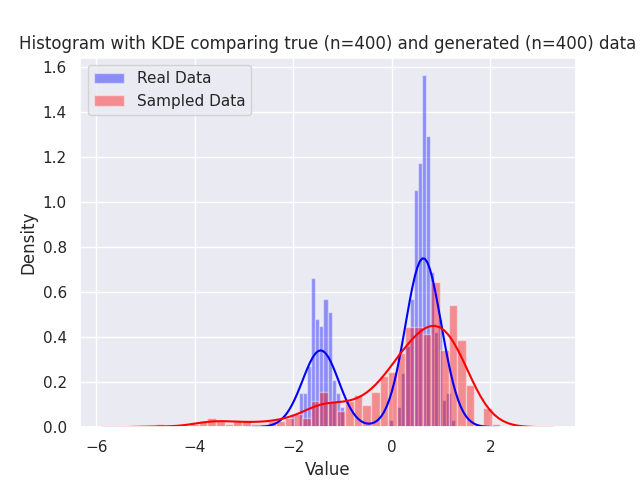 Histogram with KDE comparing true (n=400) and generated (n=400) data
Real Data
Sampled Data
Density
1.6
1.4
1.2
1.0
0.8
0.6
0.4
0.2
0.0
−6 −4 −2 0 2
Value